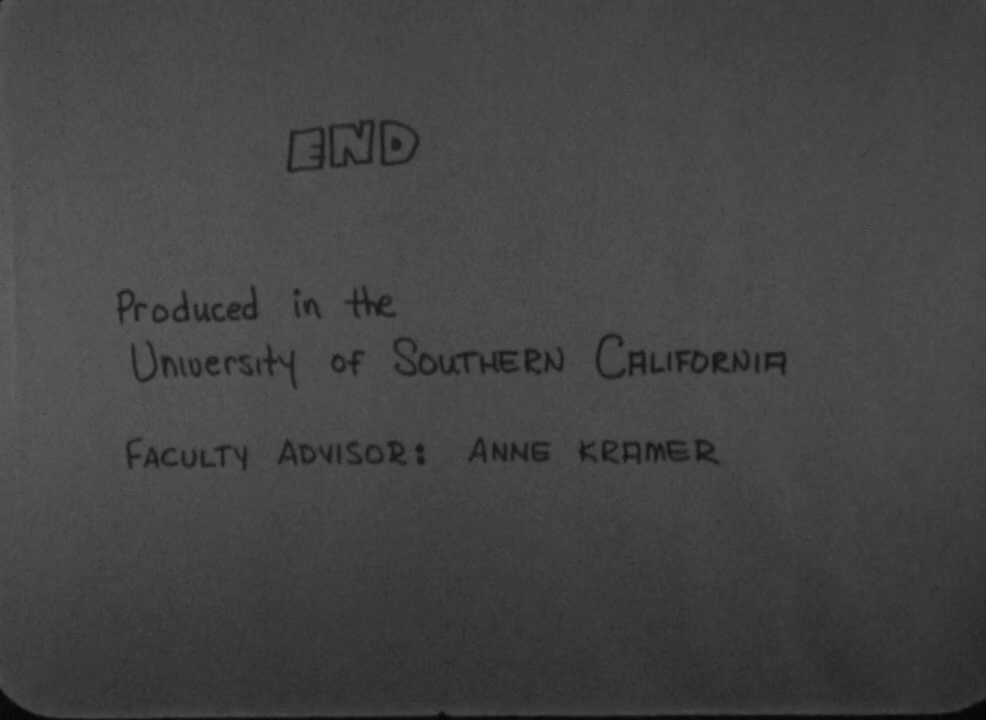 END
Produced in the
University of SOUTHERN CALIFORNIA
FACULTY ADVISOR: ANNE KRAMER